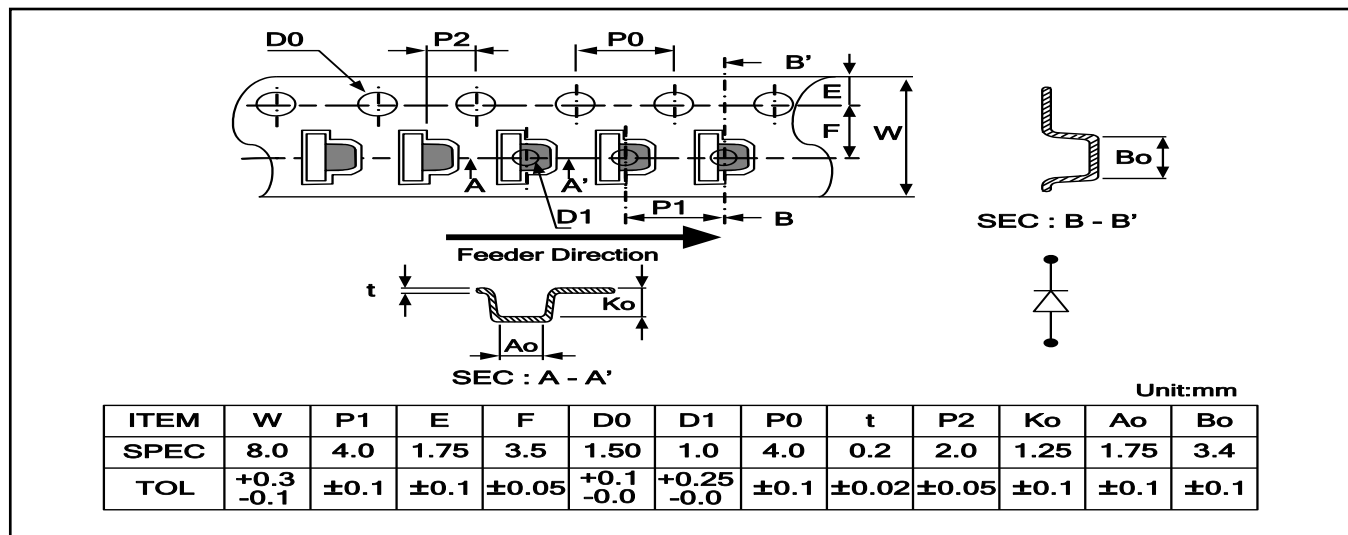 D0
P2
P0
B'
E
F
W
A
A'
D1
P1
B
Feeder Direction
Bo
SEC : B - B'
t
Ko
Ao
SEC : A - A'
Unit:mm
ITEM W P1 E F D0 D1 P0 t P2 Ko Ao Bo
SPEC 8.0 4.0 1.75 3.5 1.50 1.0 4.0 0.2 2.0 1.25 1.75 3.4
TOL +0.3 -0.1 ±0.1 ±0.1 ±0.05 +0.1 -0.0 +0.25 -0.0 ±0.1 ±0.02 ±0.05 ±0.1 ±0.1 ±0.1